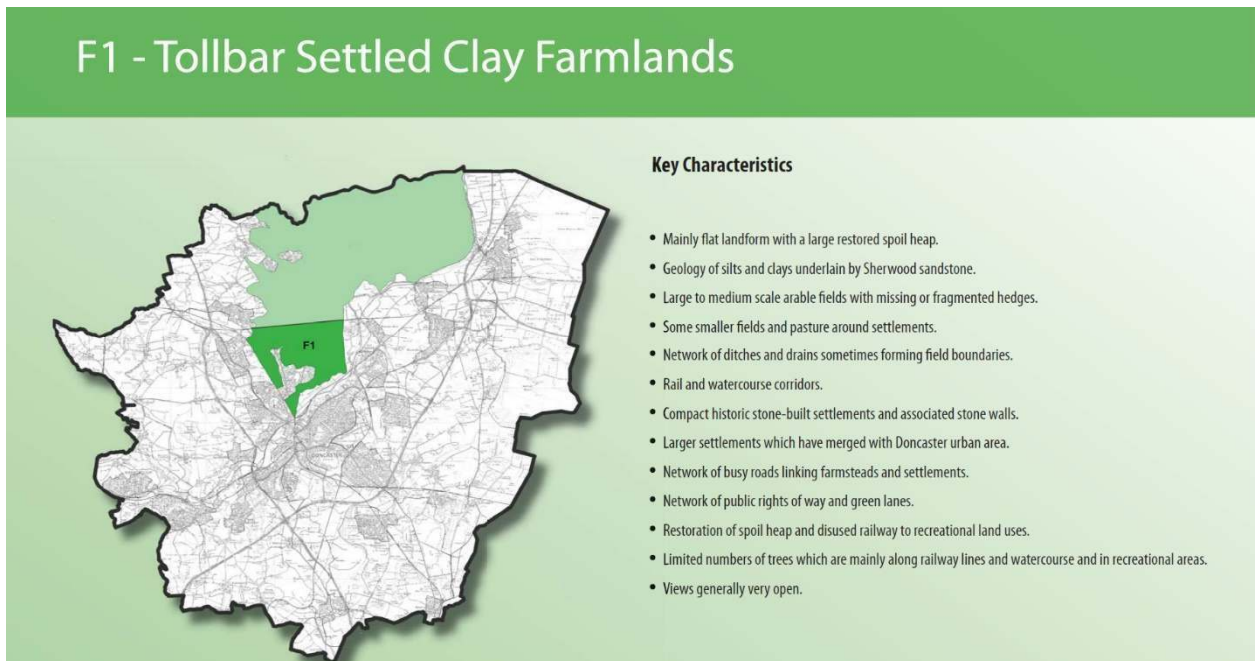 F1 - Tollbar Settled Clay Farmlands
Key Characteristics
• Mainly flat landform with a large restored spoil heap.
• Geology of silts and clays underlain by Sherwood sandstone.
• Large to medium scale arable fields with missing or fragmented hedges.
• Some smaller fields and pasture around settlements.
• Network of ditches and drains sometimes forming field boundaries.
• Rail and watercourse corridors.
• Compact historic stone-built settlements and associated stone walls.
• Larger settlements which have merged with Doncaster urban area.
• Network of busy roads linking farmsteads and settlements.
• Network of public rights of way and green lanes.
• Restoration of spoil heap and disused railway to recreational land uses.
• Limited numbers of trees which are mainly along railway lines and watercourse and in recreational areas.
• Views generally very open.
F1
DONCASTER